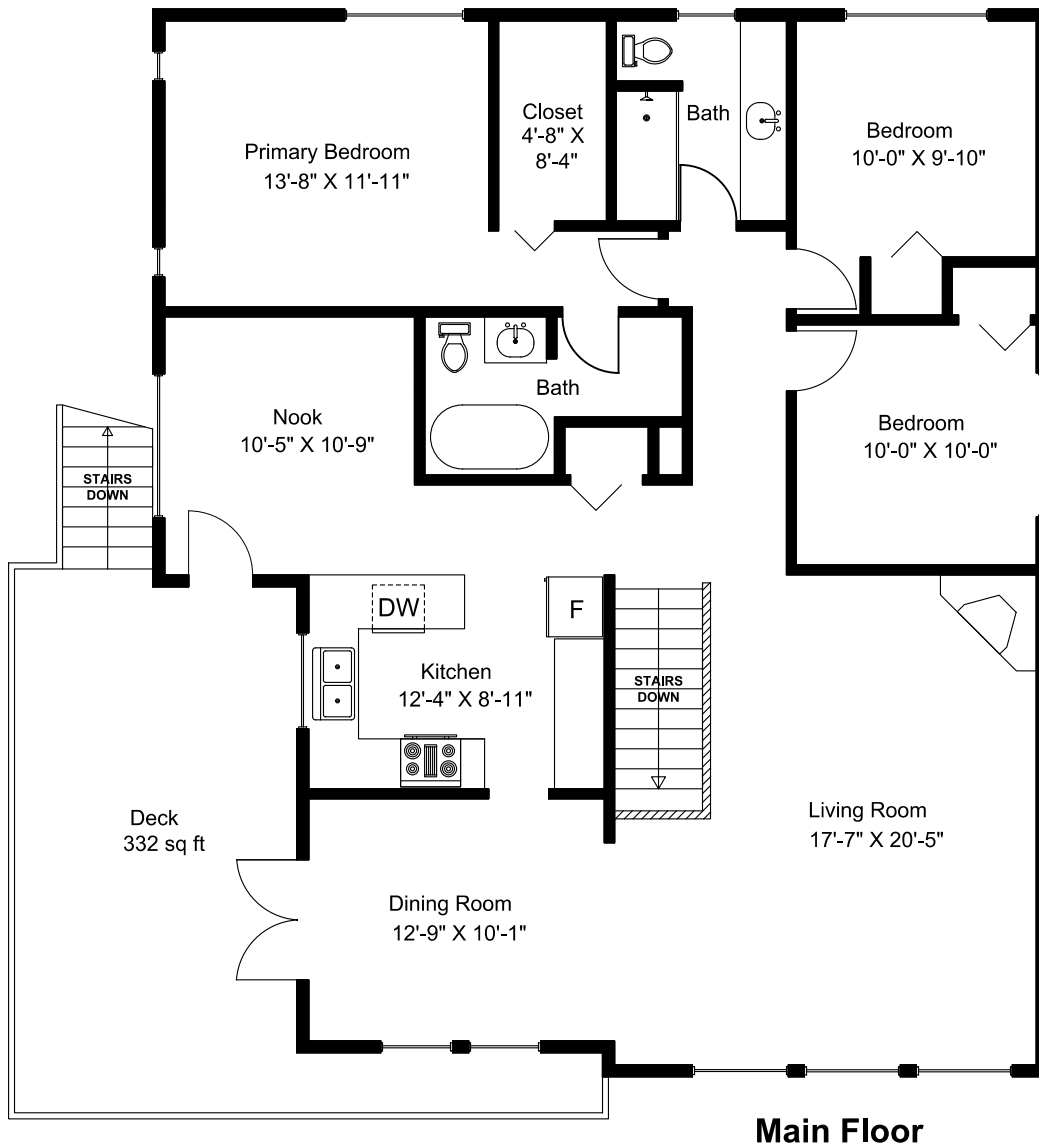 Primary Bedroom
13'-8" X 11'-11"
Closet
4'-8" X
8'-4"
Bath
Bedroom
10'-0" X 9'-10"
Nook
10'-5" X 10'-9"
Bath
Bedroom
10'-0" X 10'-0"
STAIRS
DOWN
DW
F
Kitchen
12'-4" X 8'-11"
STAIRS
DOWN
Deck
332 sq ft
Living Room
17'-7" X 20'-5"
Dining Room
12'-9" X 10'-1"
Main Floor